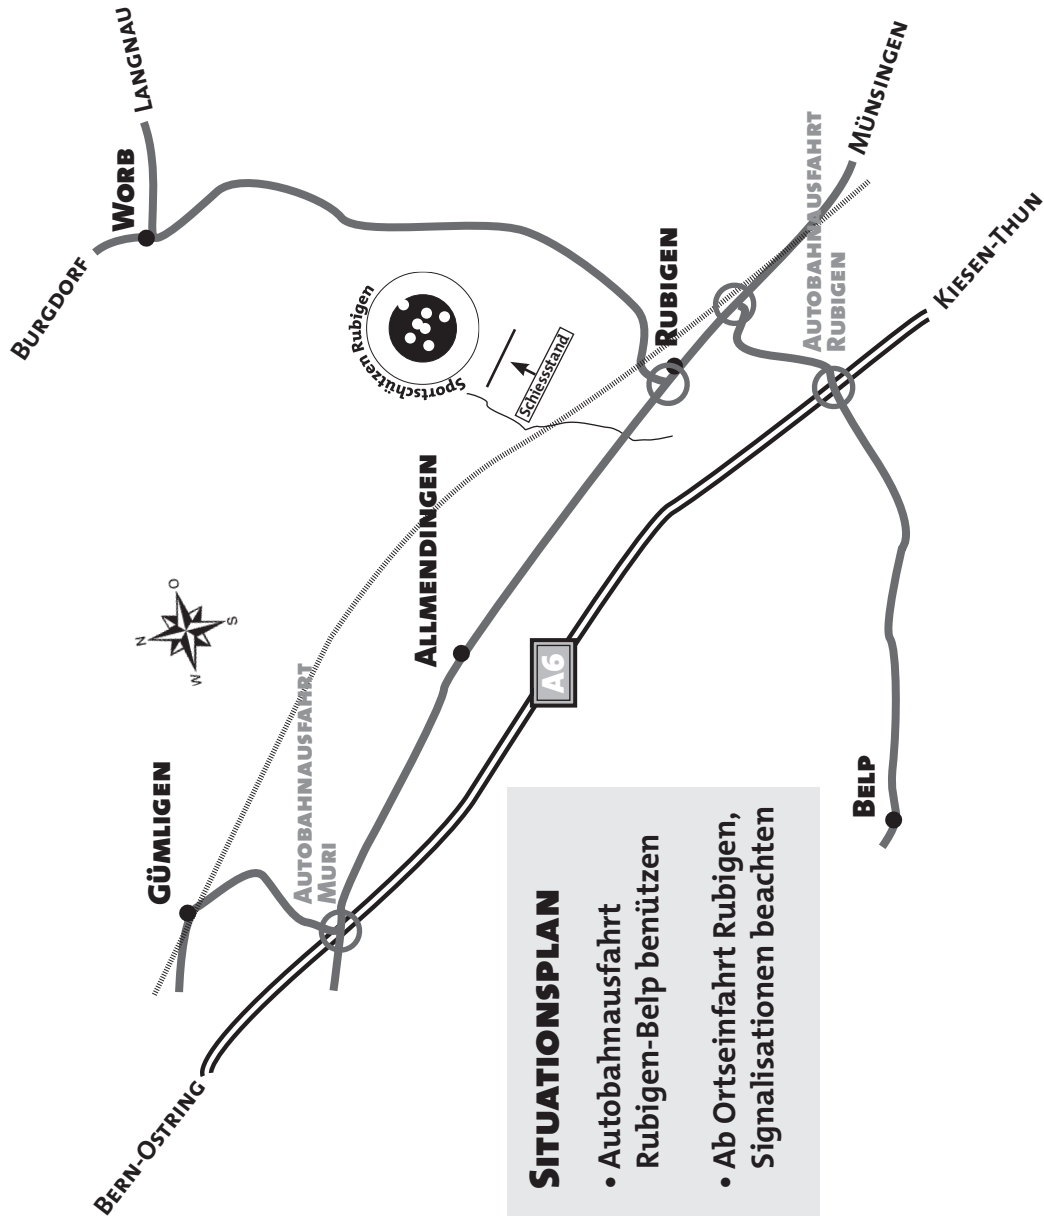 BURGDORF
LANGNAU
WORB
Sportschützen Rubigen
Schiessstand
RUBIGEN
MÜNSINGEN
AUTOBAHNAUSFAHRT
RUBIGEN
KIESEN-THUN
ALLMENDINGEN
N
O
S
W
GÜMLIGEN
AUTOBAHNAUSFAHRT
MURI
A6
BELP
BERN-OSTRING
SITUATIONSPLAN
• Autobahnausfahrt
Rubigen-Belp benützen
• Ab Ortseinfahrt Rubigen,
Signalisationen beachten